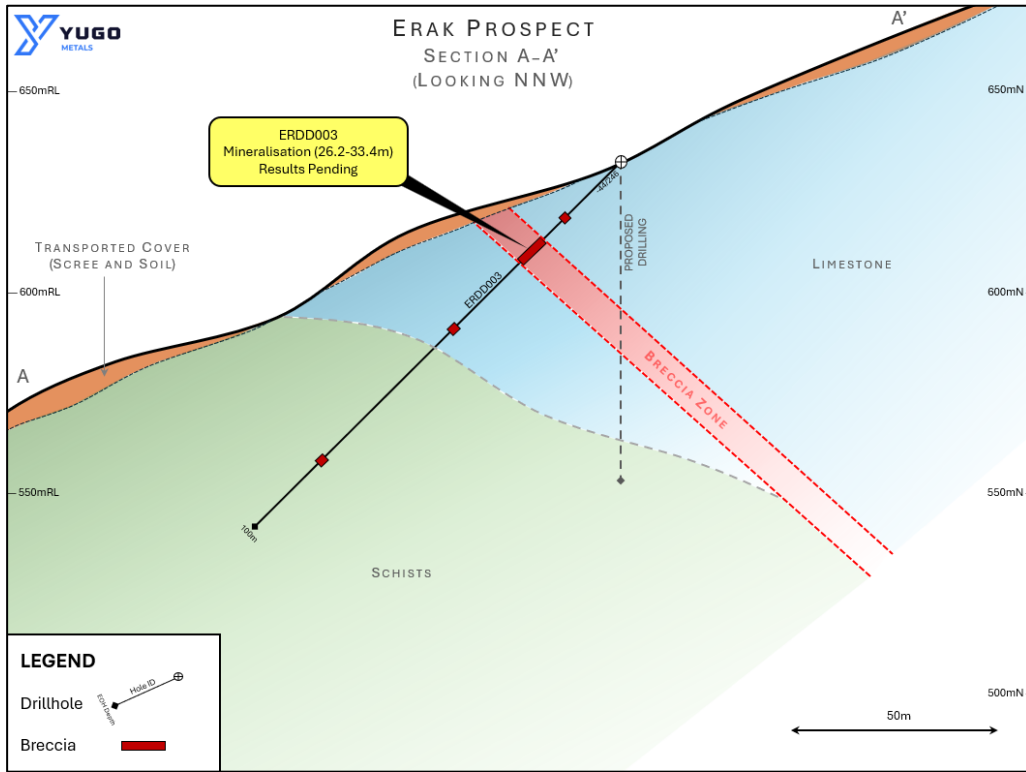 YUGO
METALS
ERAK PROSPECT
SECTION A–A'
(LOOKING NNW)
A'
650mRL
650mN
ERDD003
Mineralisation (26.2-33.4m)
Results Pending
-44/246
TRANSPORTED COVER
(SCREE AND SOIL)
PROPOSED
DRILLING
LIMESTONE
600mRL
600mN
ERDD003
A
BRECCIA ZONE
550mRL
550mN
100m
SCHISTS
LEGEND
Drillhole
EOH Depth
Hole ID
Breccia
500mN
50m